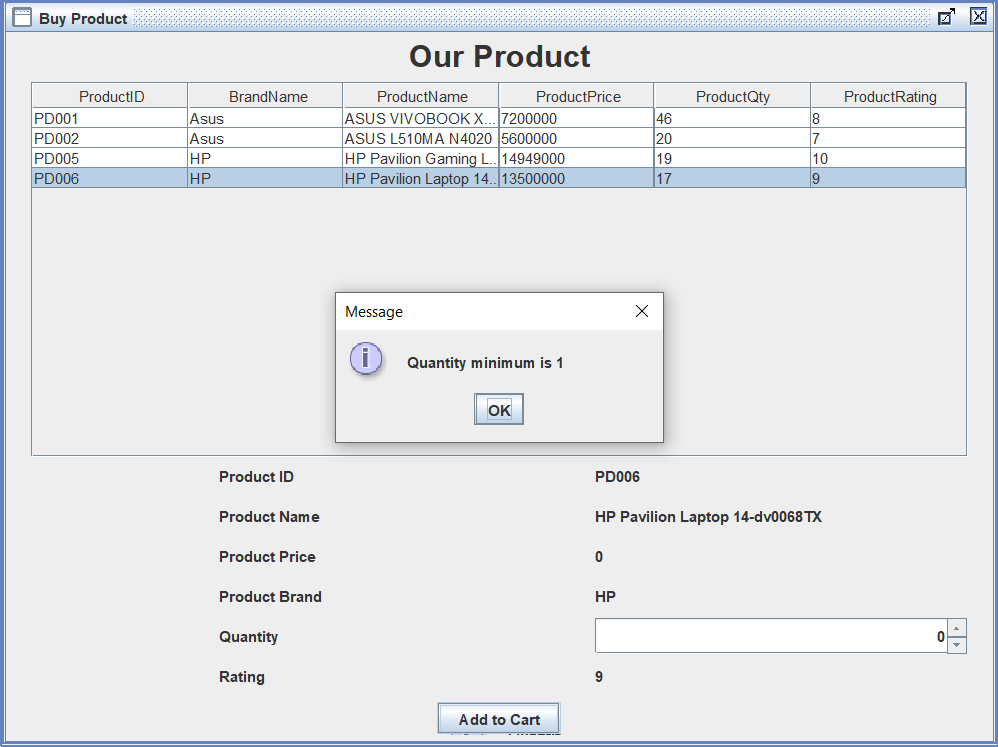 Buy Product
Our Product
ProductID BrandName ProductName ProductPrice ProductQty ProductRating
PD001 Asus ASUS VIVOBOOK X... 7200000 46 8
PD002 Asus ASUS L510MA N4020 5600000 20 7
PD005 HP HP Pavilion Gaming L... 14949000 19 10
PD006 HP HP Pavilion Laptop 14... 13500000 17 9
Message
Quantity minimum is 1
OK
Product ID PD006
Product Name HP Pavilion Laptop 14-dv0068TX
Product Price 0
Product Brand HP
Quantity 0
Rating 9
Add to Cart